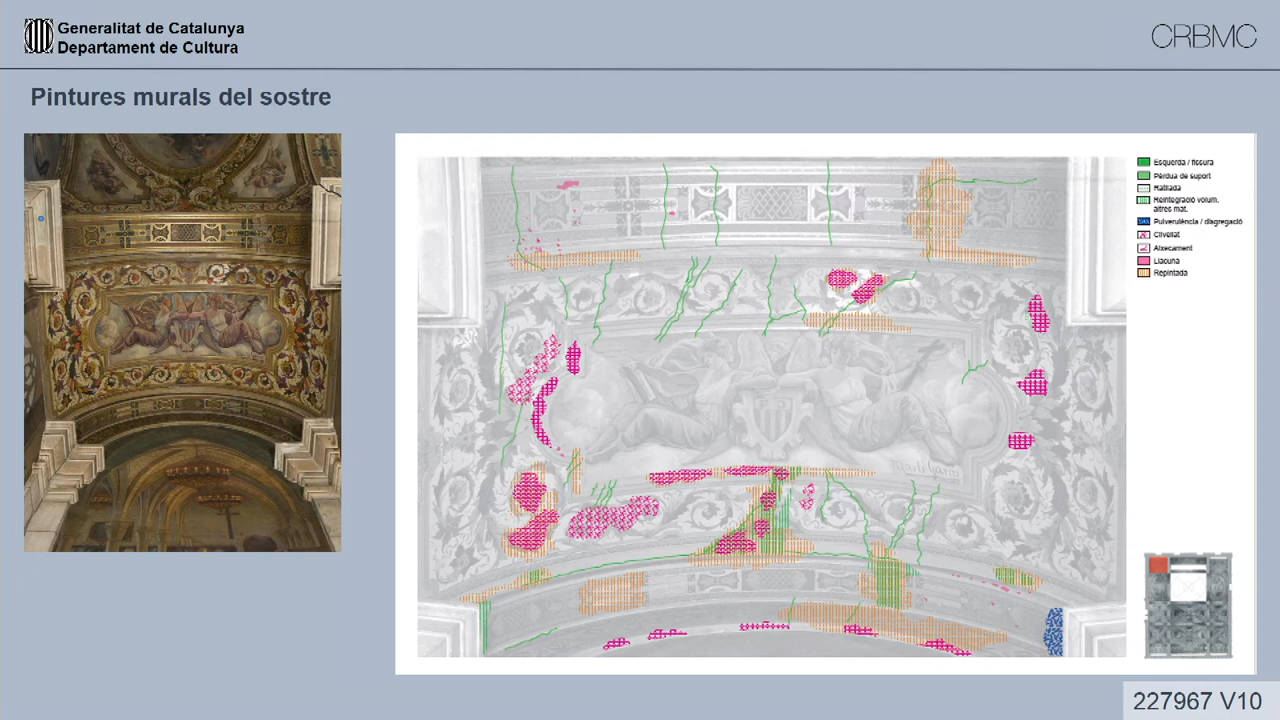 Generalitat de Catalunya
Departament de Cultura
CRBMC
Pintures murals del sostre
Esquerda / fissura
Pèrdua de suport
Ratllada
Reintegració volum.
altres mat.
Pulverulència / disgregació
Clivellat
Aixecament
Llacuna
Repintada
227967 V10